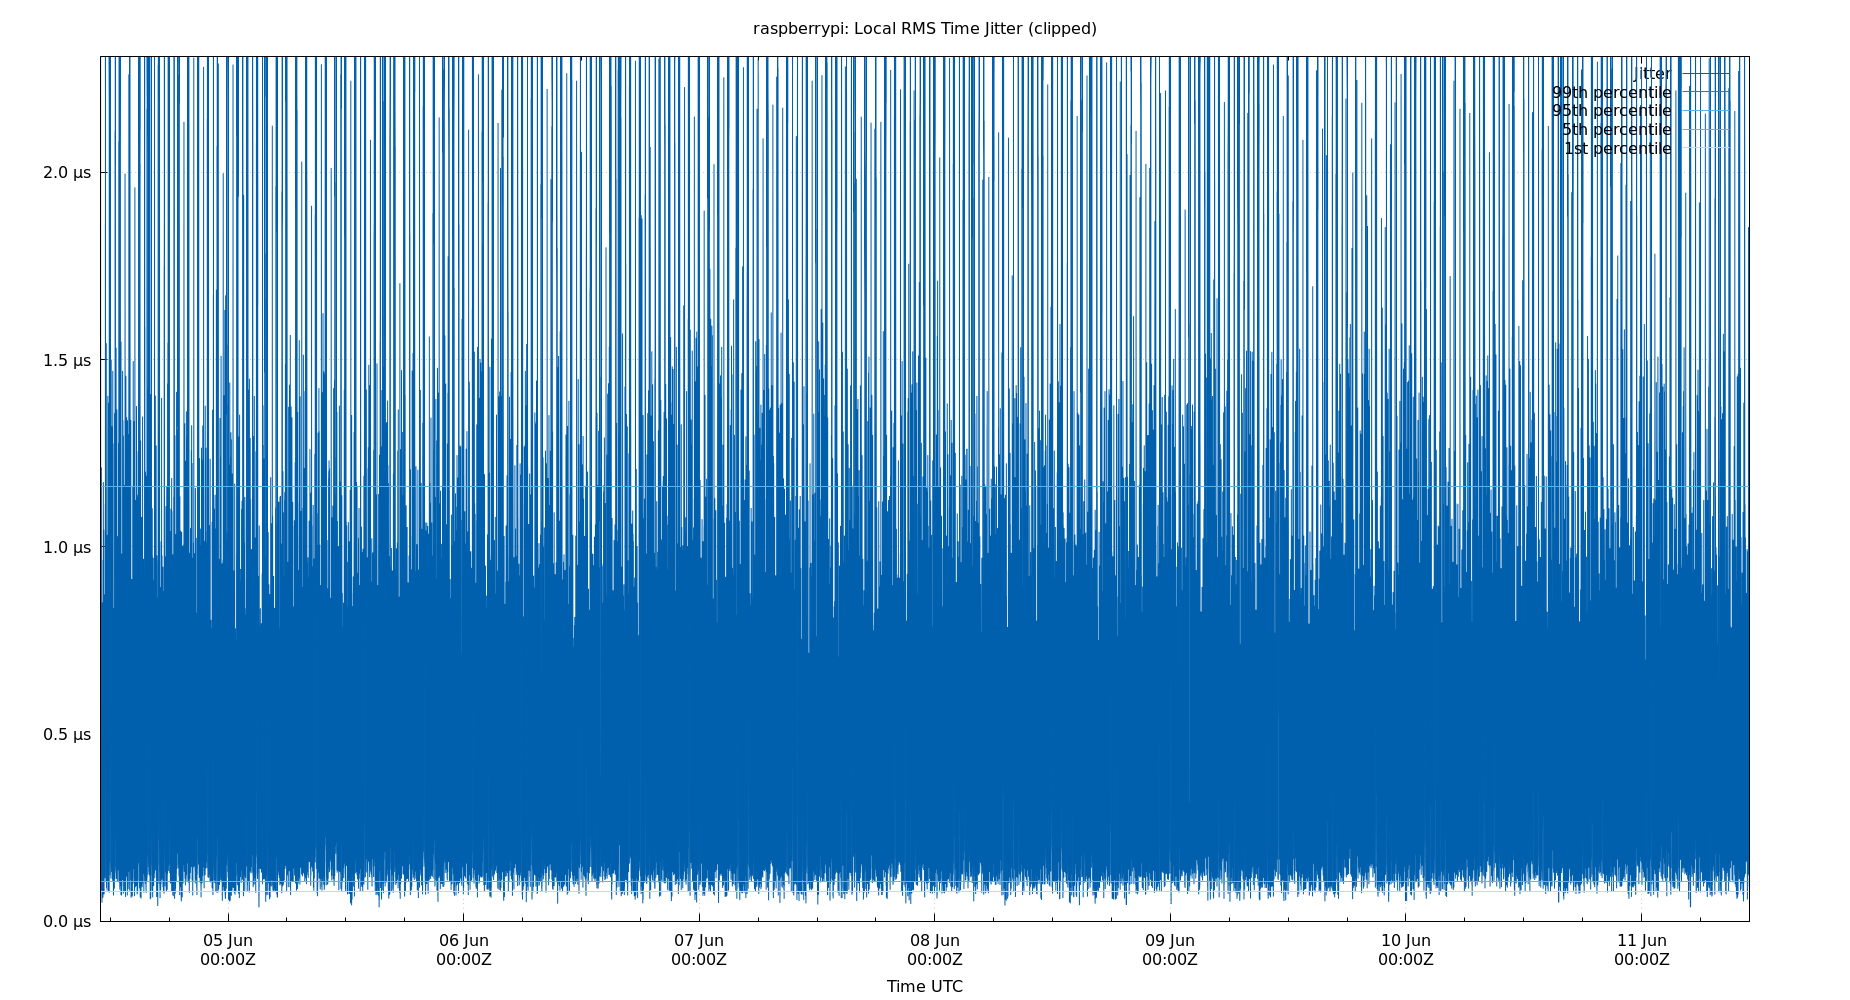 raspberrypi: Local RMS Time Jitter (clipped)
jitter
99th percentile
95th percentile
5th percentile
1st percentile
2.0 µs
1.5 µs
1.0 µs
0.5 µs
0.0 µs
05 Jun 06 Jun 07 Jun 08 Jun 09 Jun 10 Jun 11 Jun
00:00Z 00:00Z 00:00Z 00:00Z 00:00Z 00:00Z 00:00Z
Time UTC